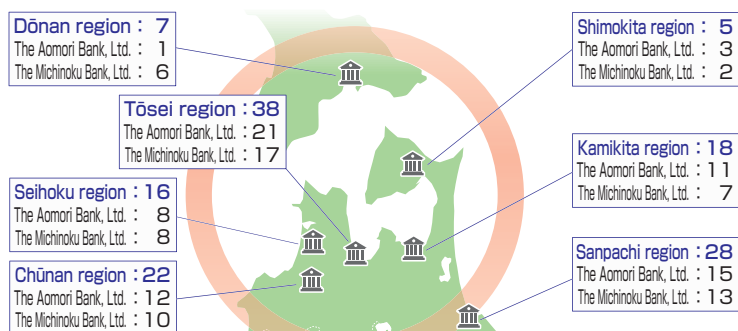 Dōnan region : 7
The Aomori Bank, Ltd. : 1
The Michinoku Bank, Ltd. : 6
Tōsei region : 38
The Aomori Bank, Ltd. : 21
The Michinoku Bank, Ltd. : 17
Seihoku region : 16
The Aomori Bank, Ltd. : 8
The Michinoku Bank, Ltd. : 8
Chūnan region : 22
The Aomori Bank, Ltd. : 12
The Michinoku Bank, Ltd. : 10
Shimokita region : 5
The Aomori Bank, Ltd. : 3
The Michinoku Bank, Ltd. : 2
Kamikita region : 18
The Aomori Bank, Ltd. : 11
The Michinoku Bank, Ltd. : 7
Sanpachi region : 28
The Aomori Bank, Ltd. : 15
The Michinoku Bank, Ltd. : 13